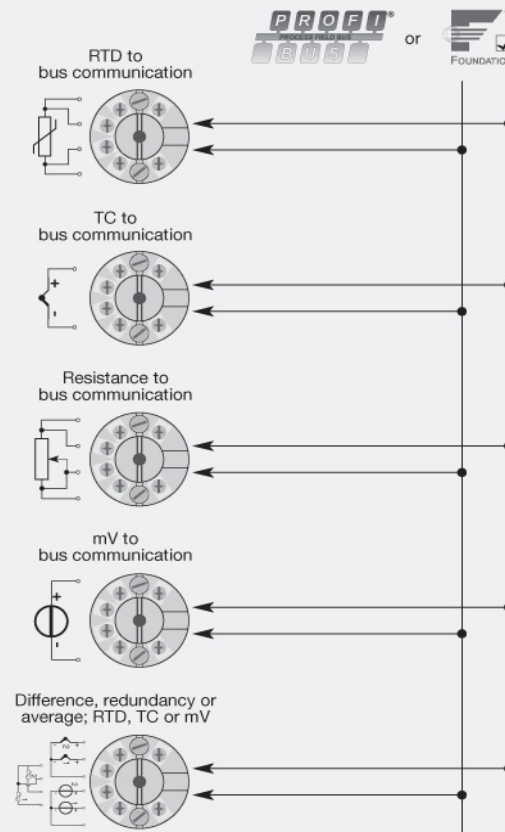 PROFI®
PROCESS FIELD BUS
BUS
or
F
FOUNDATIO
RTD to
bus communication
TC to
bus communication
+
-
Resistance to
bus communication
mV to
bus communication
+
-
Difference, redundancy or
average; RTD, TC or mV